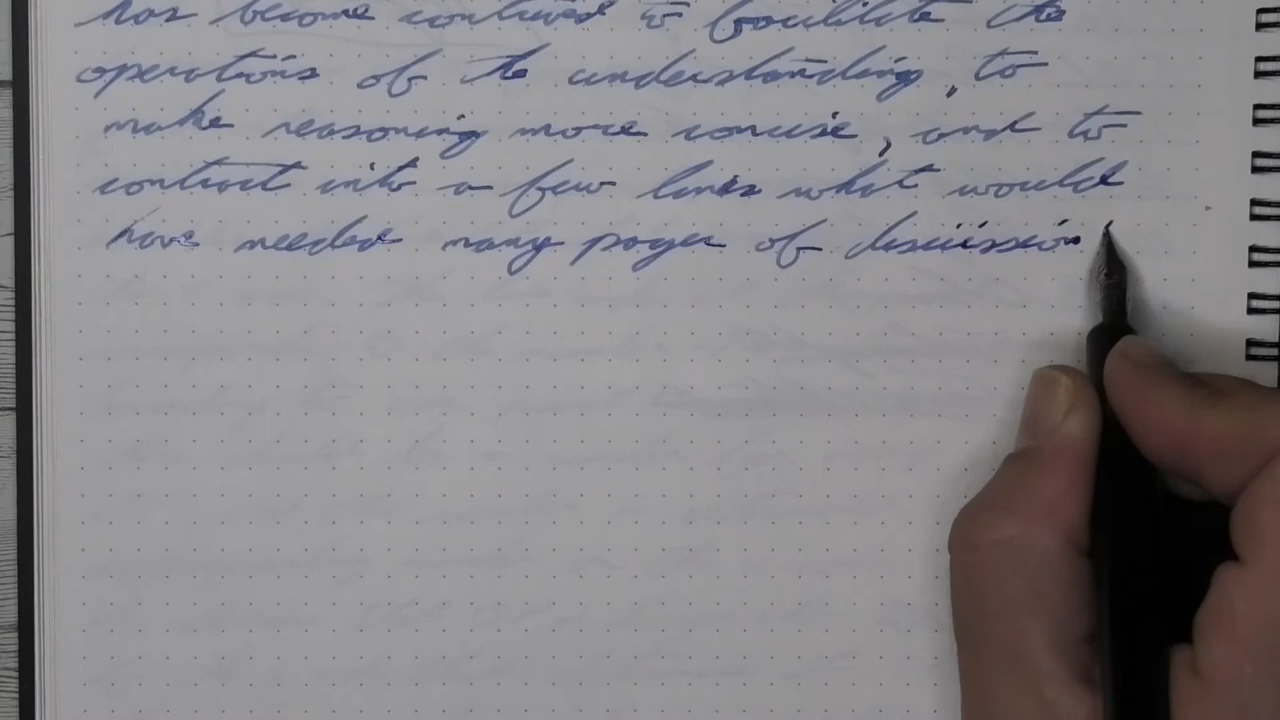 has become contrived to facilitate the
operations of the understanding, to
make reasoning more concise, and to
contract into a few lines what would
have needed many pages of discussion